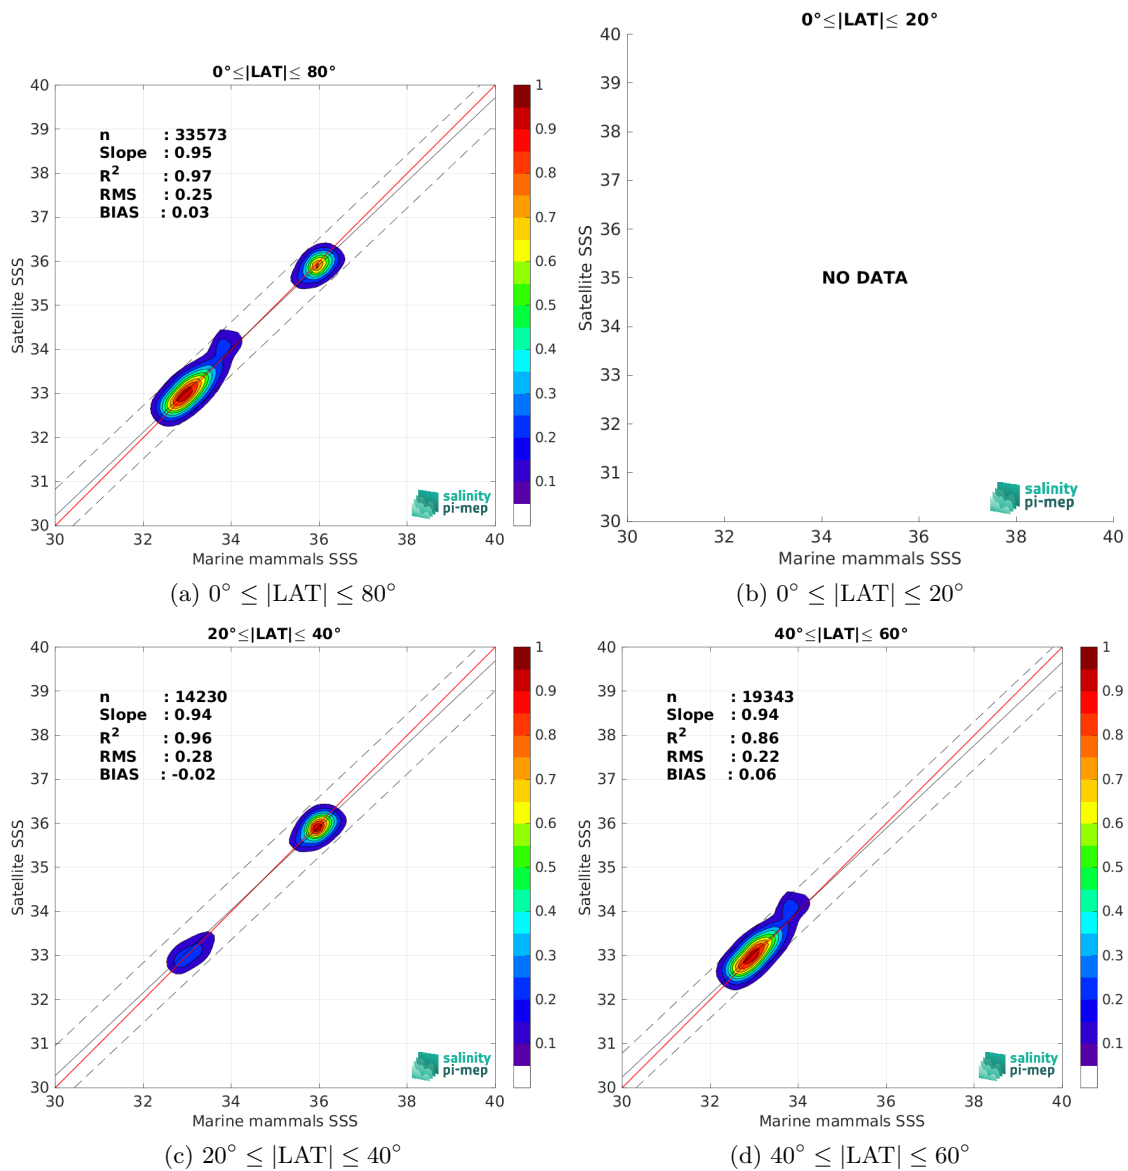 0°≤|LAT|≤ 80°
n : 33573
Slope : 0.95
R² : 0.97
RMS : 0.25
BIAS : 0.03
40
39
38
37
36
35
34
33
32
31
30
Satellite SSS
30 32 34 36 38 40
Marine mammals SSS
1
0.9
0.8
0.7
0.6
0.5
0.4
0.3
0.2
0.1
salinity
pi-mep
(a) 0° ≤ |LAT| ≤ 80°
0°≤|LAT|≤ 20°
40
39
38
37
36
35
34
33
32
31
30
Satellite SSS
NO DATA
30 32 34 36 38 40
Marine mammals SSS
salinity
pi-mep
(b) 0° ≤ |LAT| ≤ 20°
20°≤|LAT|≤ 40°
n : 14230
Slope : 0.94
R² : 0.96
RMS : 0.28
BIAS : -0.02
40
39
38
37
36
35
34
33
32
31
30
Satellite SSS
30 32 34 36 38 40
Marine mammals SSS
1
0.9
0.8
0.7
0.6
0.5
0.4
0.3
0.2
0.1
salinity
pi-mep
(c) 20° ≤ |LAT| ≤ 40°
40°≤|LAT|≤ 60°
n : 19343
Slope : 0.94
R² : 0.86
RMS : 0.22
BIAS : 0.06
40
39
38
37
36
35
34
33
32
31
30
Satellite SSS
30 32 34 36 38 40
Marine mammals SSS
1
0.9
0.8
0.7
0.6
0.5
0.4
0.3
0.2
0.1
salinity
pi-mep
(d) 40° ≤ |LAT| ≤ 60°